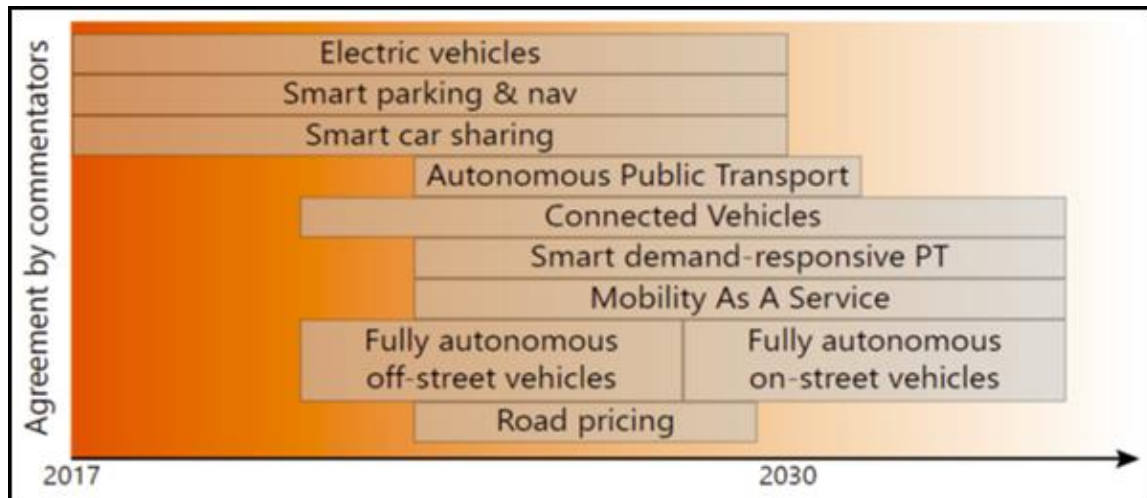 Agreement by commentators
Electric vehicles
Smart parking & nav
Smart car sharing
Autonomous Public Transport
Connected Vehicles
Smart demand-responsive PT
Mobility As A Service
Fully autonomous
off-street vehicles
Fully autonomous
on-street vehicles
Road pricing
2017
2030